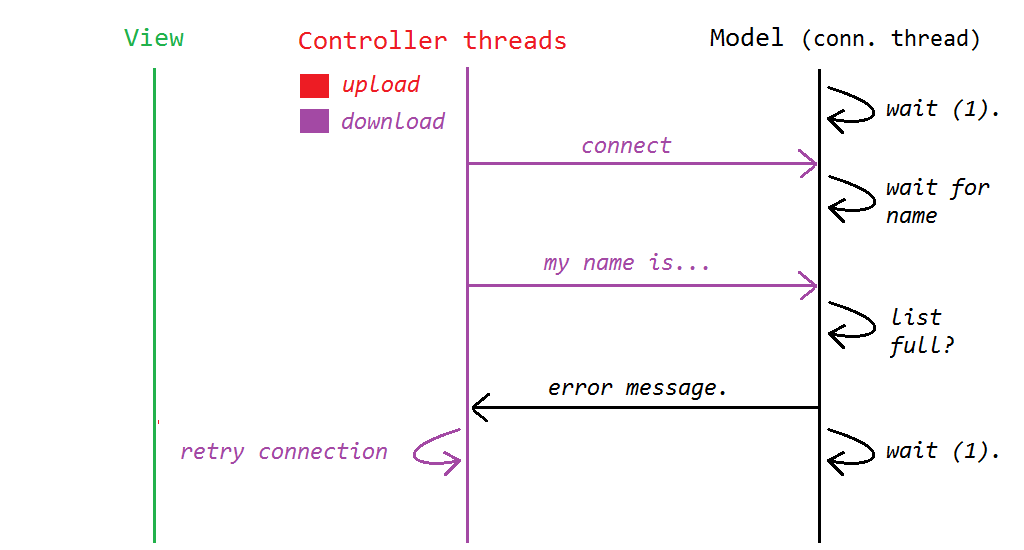 View
Controller threads
Model (conn. thread)
upload
download
wait (1).
connect
wait for
name
my name is...
list
full?
error message.
retry connection
wait (1).